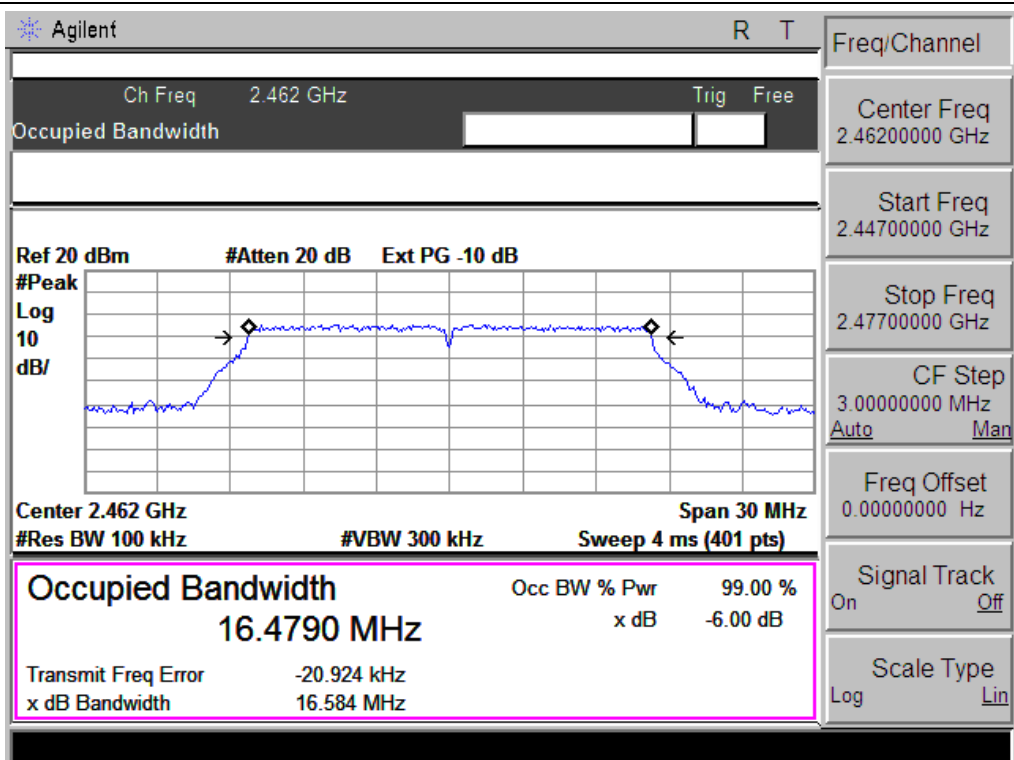 Agilent R T
Ch Freq 2.462 GHz Trig Free
Occupied Bandwidth
Ref 20 dBm #Atten 20 dB Ext PG -10 dB
#Peak
Log
10
dB/
Center 2.462 GHz Span 30 MHz
#Res BW 100 kHz #VBW 300 kHz Sweep 4 ms (401 pts)
Occupied Bandwidth Occ BW % Pwr 99.00 %
16.4790 MHz x dB -6.00 dB
Transmit Freq Error -20.924 kHz
x dB Bandwidth 16.584 MHz
Freq/Channel
Center Freq
2.46200000 GHz
Start Freq
2.44700000 GHz
Stop Freq
2.47700000 GHz
CF Step
3.00000000 MHz
Auto Man
Freq Offset
0.00000000 Hz
Signal Track
On Off
Scale Type
Log Lin